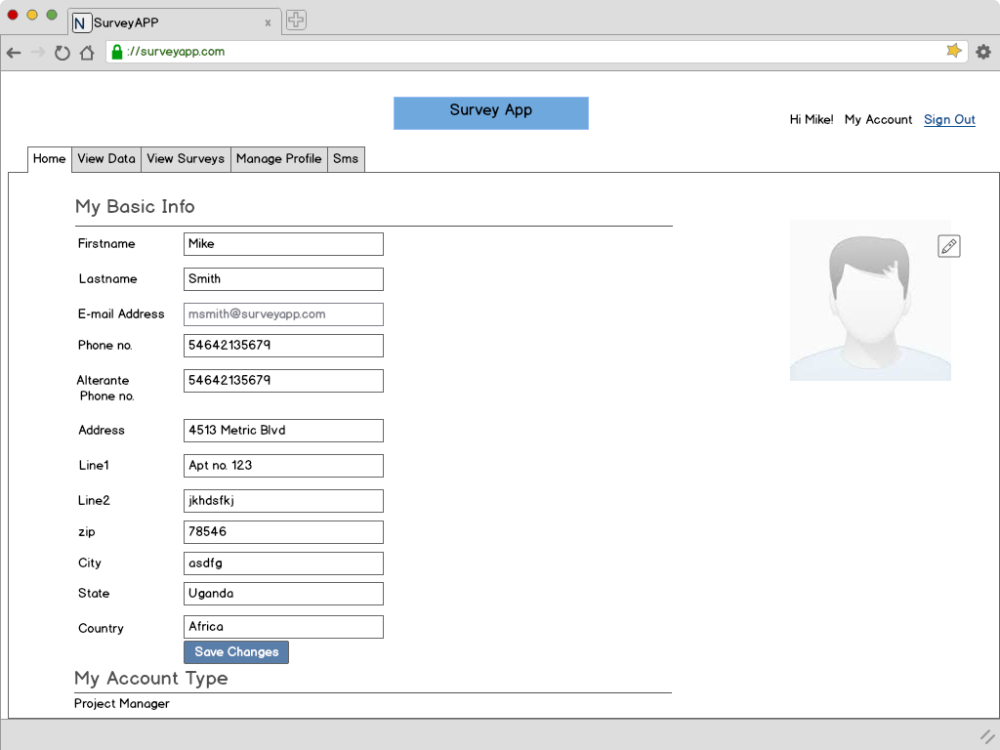 N SurveyAPP x
://surveyapp.com
Survey App
Hi Mike! My Account Sign Out
Home View Data View Surveys Manage Profile Sms
My Basic Info
Firstname Mike
Lastname Smith
E-mail Address msmith@surveyapp.com
Phone no. 54642135679
Alterante 54642135679
Phone no.
Address 4513 Metric Blvd
Line1 Apt no. 123
Line2 jkhdsfkj
zip 78546
City asdfg
State Uganda
Country Africa
Save Changes
My Account Type
Project Manager